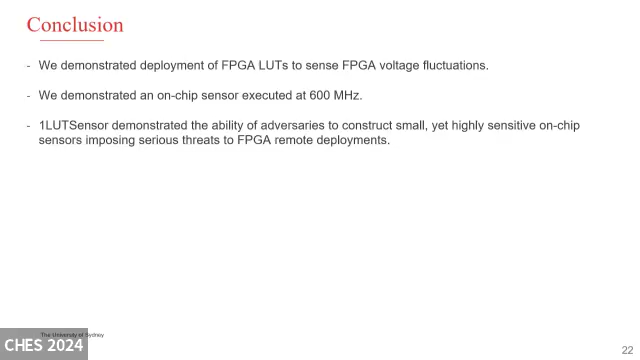 Conclusion
- We demonstrated deployment of FPGA LUTs to sense FPGA voltage fluctuations.
- We demonstrated an on-chip sensor executed at 600 MHz.
- 1LUTSensor demonstrated the ability of adversaries to construct small, yet highly sensitive on-chip
sensors imposing serious threats to FPGA remote deployments.
The University of Sydney
CHES 2024
22